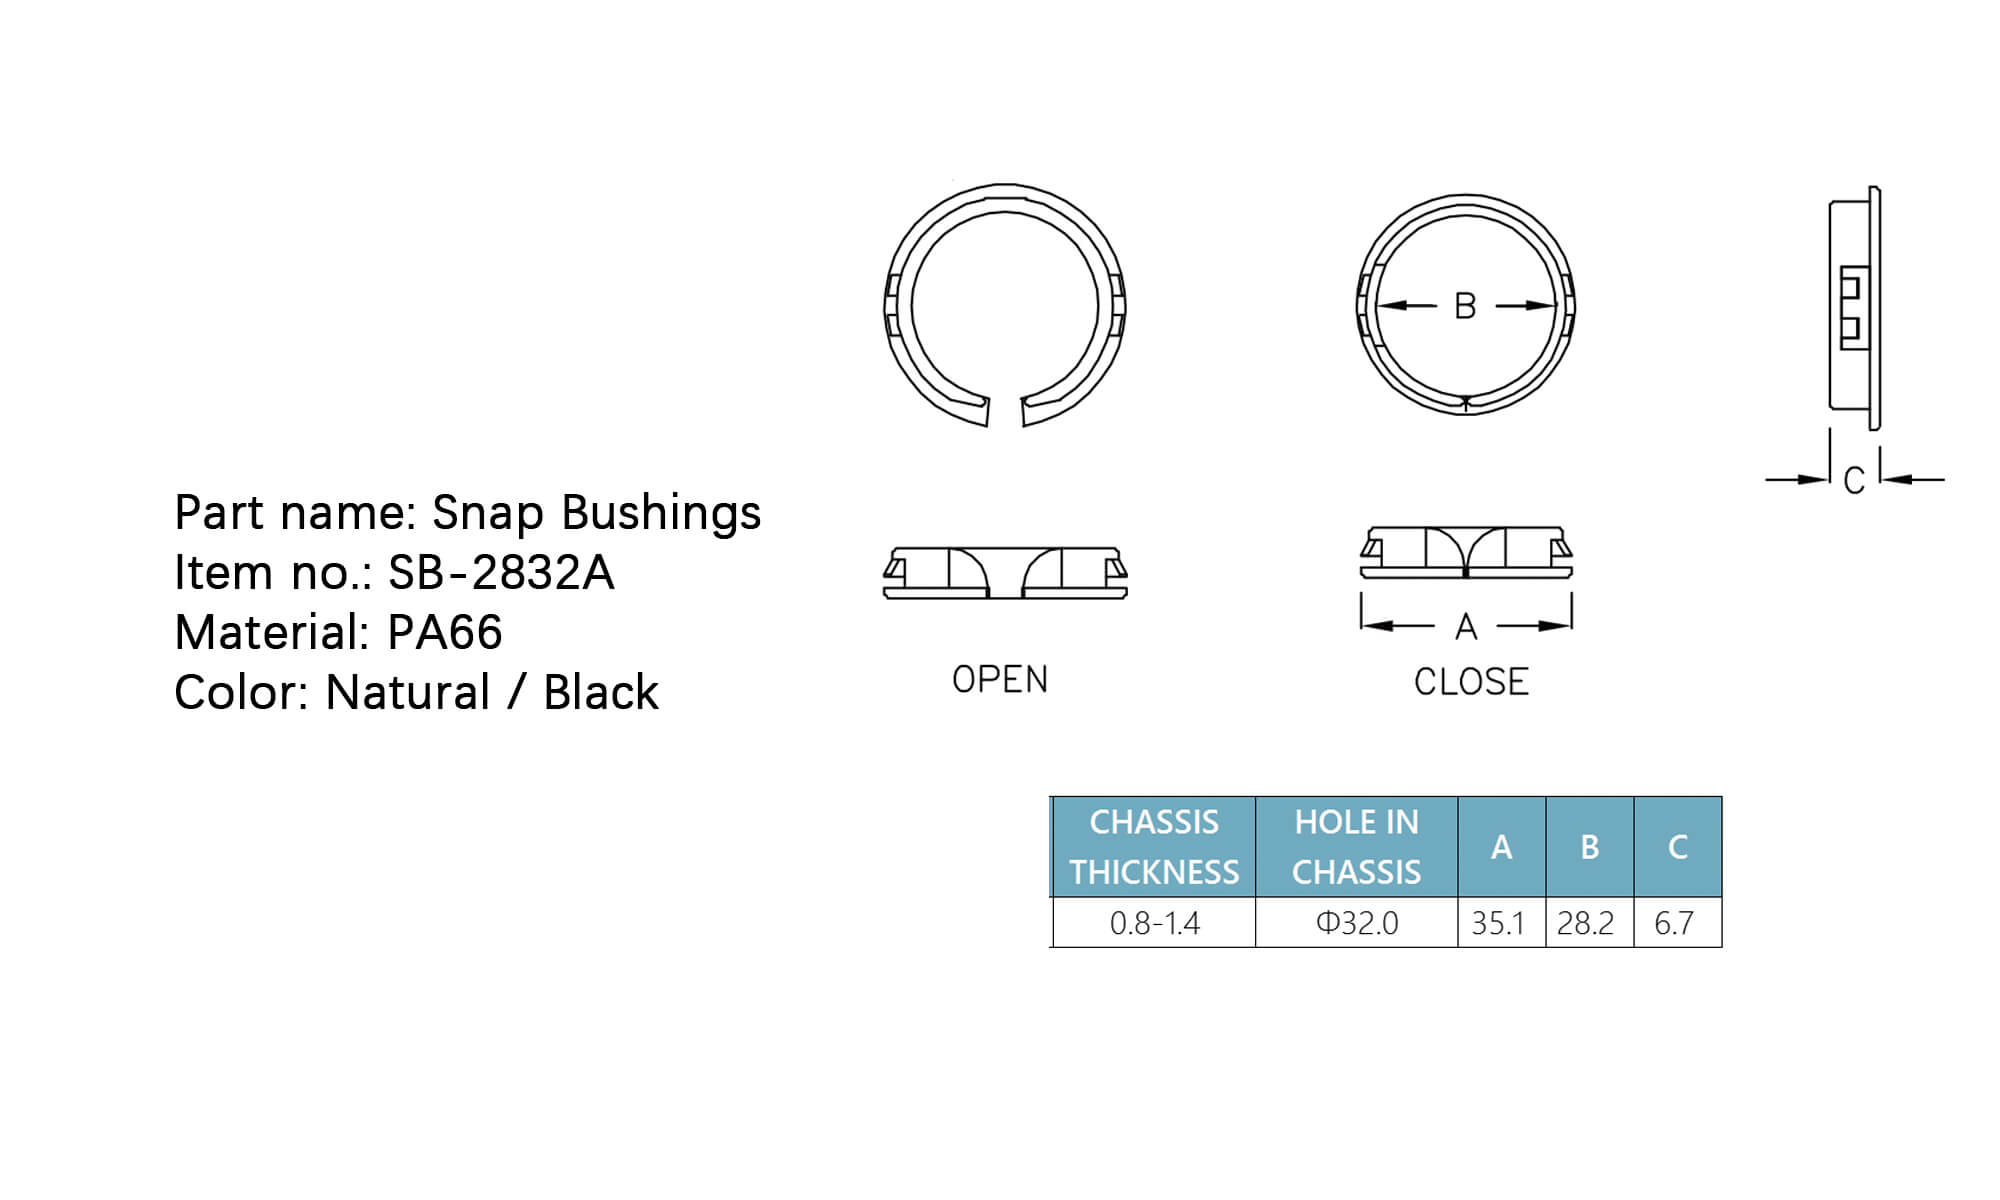 Part name: Snap Bushings
Item no.: SB-2832A
Material: PA66
Color: Natural / Black
B
C
A
OPEN
CLOSE
CHASSIS THICKNESS HOLE IN CHASSIS A B C
0.8-1.4 Φ32.0 35.1 28.2 6.7